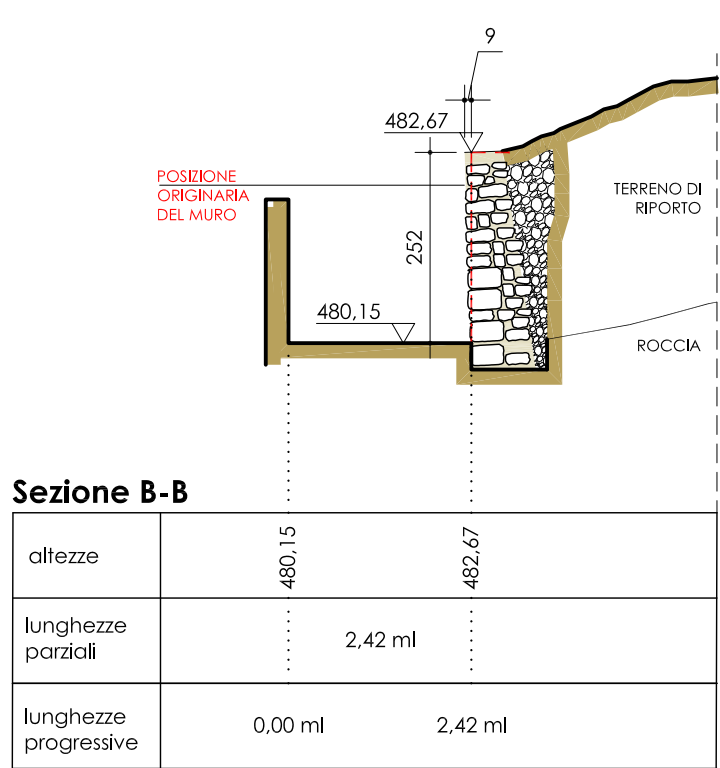 9
482,67
POSIZIONE
ORIGINARIA
DEL MURO
TERRENO DI
RIPORTO
252
480,15
ROCCIA
Sezione B-B
altezze
480,15
482,67
lunghezze
parziali
2,42 ml
lunghezze
progressive
0,00 ml
2,42 ml